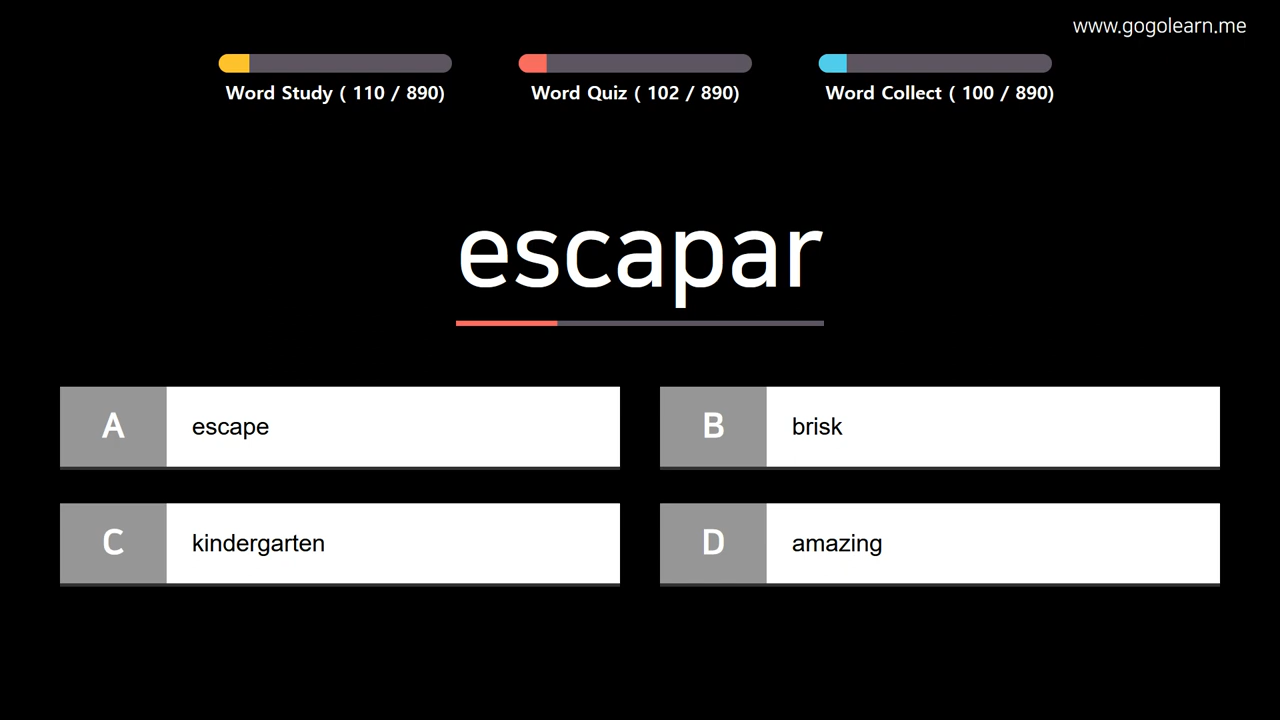 www.gogolearn.me
Word Study ( 110 / 890)
Word Quiz ( 102 / 890)
Word Collect ( 100 / 890)
escapar
A escape
B brisk
C kindergarten
D amazing